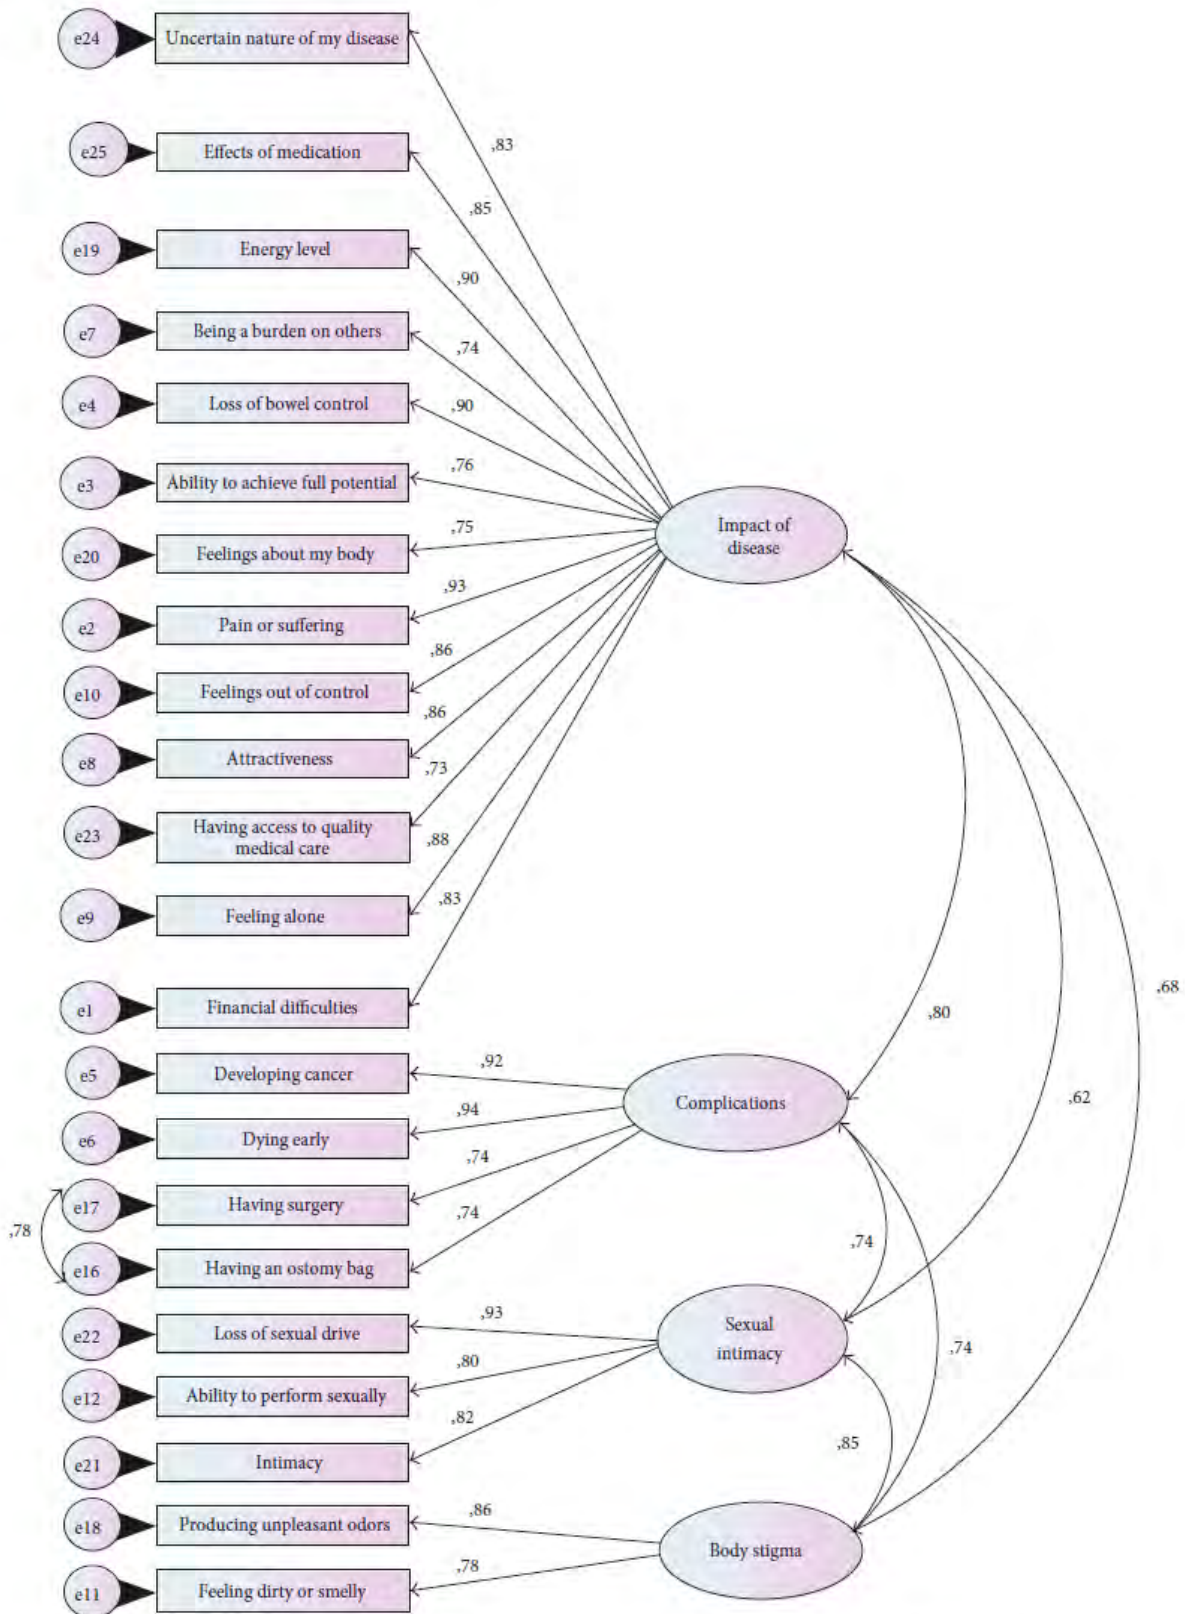 e24
Uncertain nature of my disease
,83
e25
Effects of medication
,85
e19
Energy level
,90
e7
Being a burden on others
,74
e4
Loss of bowel control
,90
e3
Ability to achieve full potential
,76
e20
Feelings about my body
,75
Impact of
disease
e2
Pain or suffering
,93
e10
Feelings out of control
,86
e8
Attractiveness
,86
e23
Having access to quality
medical care
,73
e9
Feeling alone
,88
e1
Financial difficulties
,83
,80
,68
,62
e5
Developing cancer
,92
Complications
e6
Dying early
,94
e17
Having surgery
,74
,78
e16
Having an ostomy bag
,74
,74
,74
e22
Loss of sexual drive
,93
Sexual
intimacy
e12
Ability to perform sexually
,80
e21
Intimacy
,82
,85
e18
Producing unpleasant odors
,86
Body stigma
e11
Feeling dirty or smelly
,78